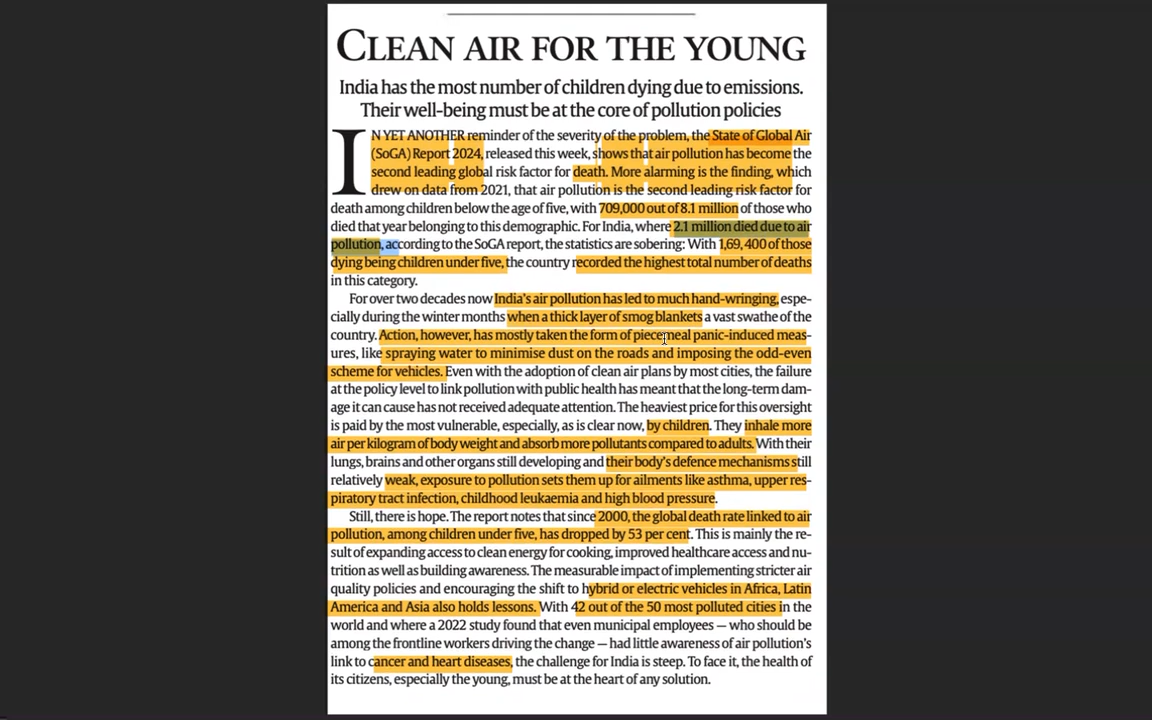 CLEAN AIR FOR THE YOUNG
India has the most number of children dying due to emissions.
Their well-being must be at the core of pollution policies
IN YET ANOTHER reminder of the severity of the problem, the State of Global Air
(SoGA) Report 2024, released this week, shows that air pollution has become the
second leading global risk factor for death. More alarming is the finding, which
drew on data from 2021, that air pollution is the second leading risk factor for
death among children below the age of five, with 709,000 out of 8.1 million of those who
died that year belonging to this demographic. For India, where 2.1 million died due to air
pollution, according to the SoGA report, the statistics are sobering: With 1,69, 400 of those
dying being children under five, the country recorded the highest total number of deaths
in this category.
For over two decades now India's air pollution has led to much hand-wringing, espe-
cially during the winter months when a thick layer of smog blankets a vast swathe of the
country. Action, however, has mostly taken the form of piecemeal panic-induced meas-
ures, like spraying water to minimise dust on the roads and imposing the odd-even
scheme for vehicles. Even with the adoption of clean air plans by most cities, the failure
at the policy level to link pollution with public health has meant that the long-term dam-
age it can cause has not received adequate attention. The heaviest price for this oversight
is paid by the most vulnerable, especially, as is clear now, by children. They inhale more
air per kilogram of body weight and absorb more pollutants compared to adults. With their
lungs, brains and other organs still developing and their body's defence mechanisms still
relatively weak, exposure to pollution sets them up for ailments like asthma, upper res-
piratory tract infection, childhood leukaemia and high blood pressure.
Still, there is hope. The report notes that since 2000, the global death rate linked to air
pollution, among children under five, has dropped by 53 per cent. This is mainly the re-
sult of expanding access to clean energy for cooking, improved healthcare access and nu-
trition as well as building awareness. The measurable impact of implementing stricter air
quality policies and encouraging the shift to hybrid or electric vehicles in Africa, Latin
America and Asia also holds lessons. With 42 out of the 50 most polluted cities in the
world and where a 2022 study found that even municipal employees — who should be
among the frontline workers driving the change — had little awareness of air pollution's
link to cancer and heart diseases, the challenge for India is steep. To face it, the health of
its citizens, especially the young, must be at the heart of any solution.